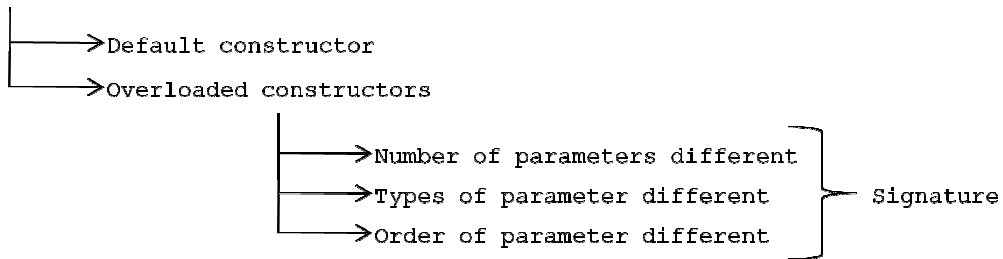 Default constructor
Overloaded constructors
Number of parameters different
Types of parameter different
Order of parameter different
Signature